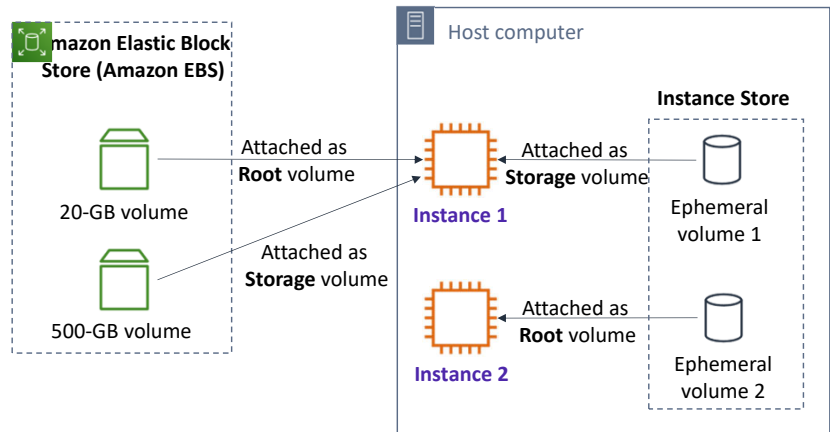 mazon Elastic Block
Store (Amazon EBS)
20-GB volume
500-GB volume
Attached as
Root volume
Attached as
Storage volume
Host computer
Instance 1
Instance 2
Attached as
Storage volume
Attached as
Root volume
Instance Store
Ephemeral
volume 1
Ephemeral
volume 2